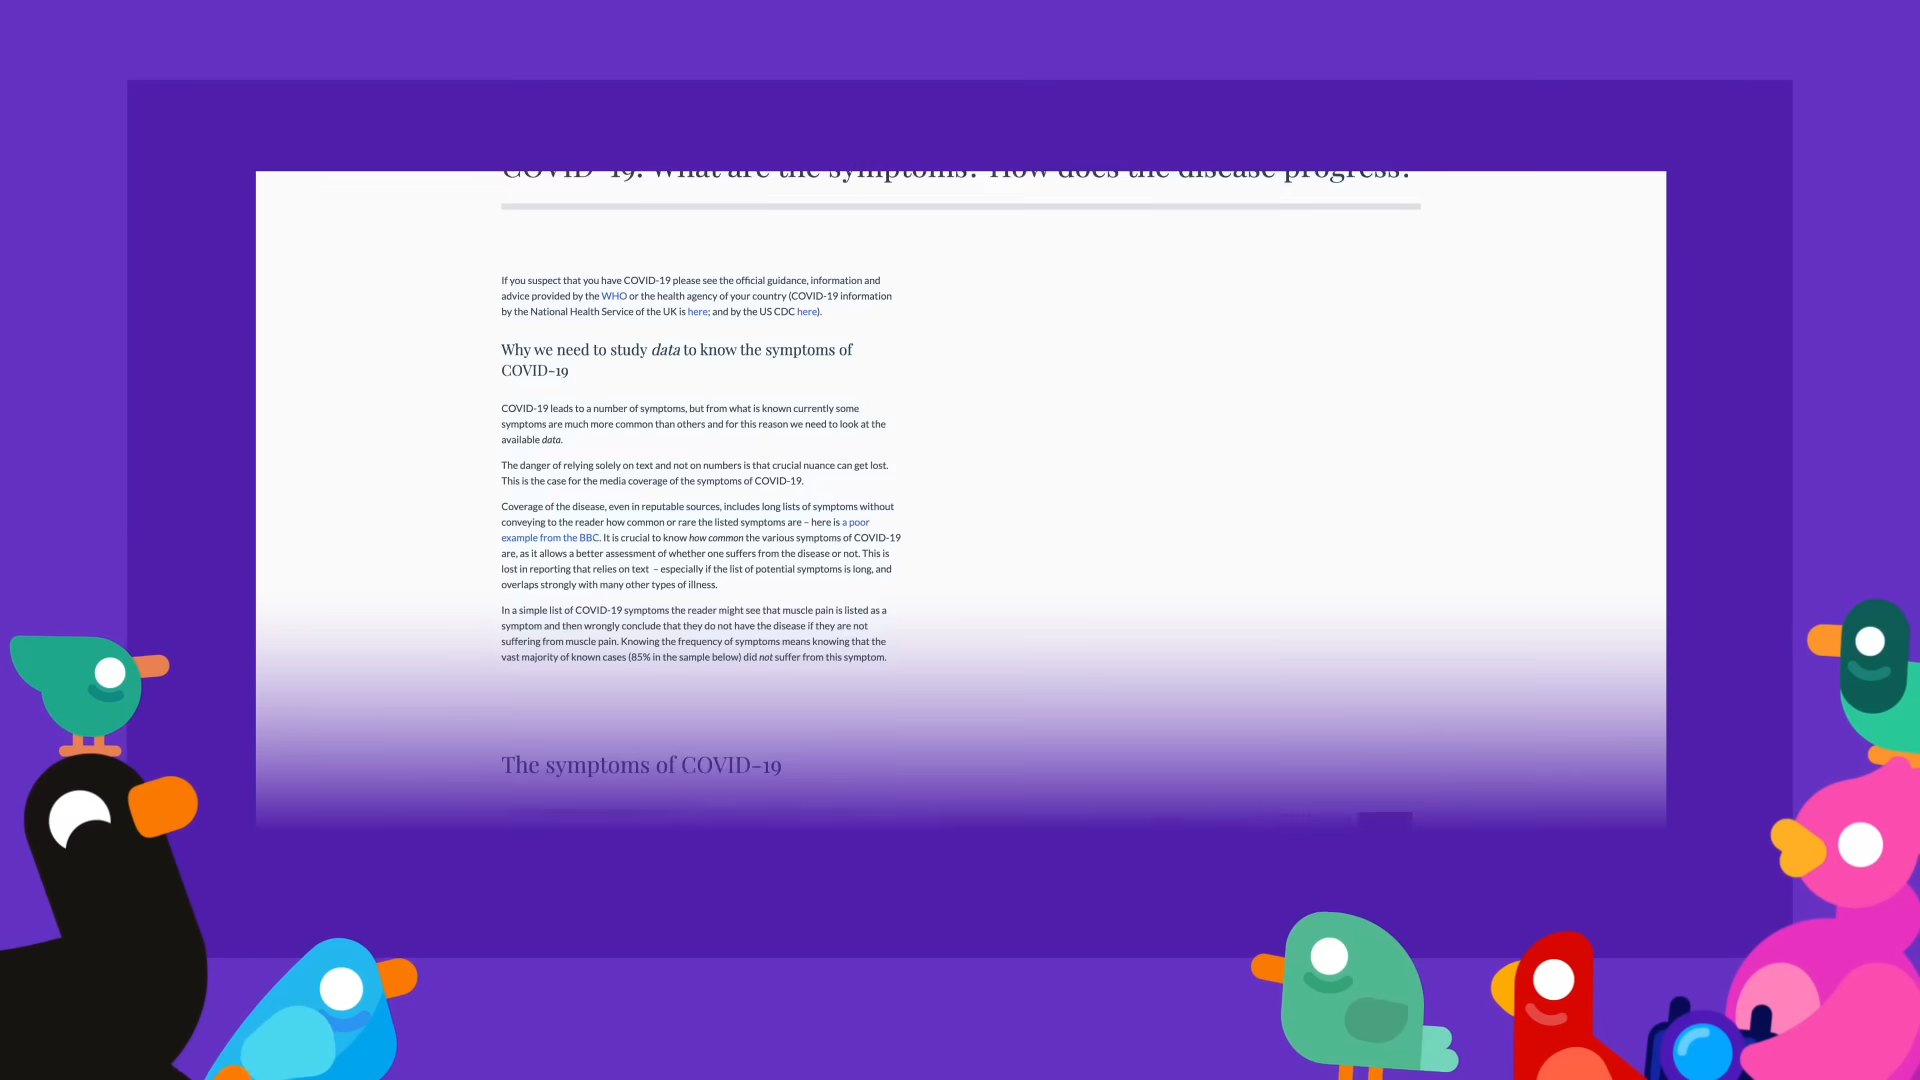 COVID-19: What are the symptoms? How does the disease progress?
If you suspect that you have COVID-19 please see the official guidance, information and
advice provided by the WHO or the health agency of your country (COVID-19 information
by the National Health Service of the UK is here; and by the US CDC here).
Why we need to study data to know the symptoms of
COVID-19
COVID-19 leads to a number of symptoms, but from what is known currently some
symptoms are much more common than others and for this reason we need to look at the
available data.
The danger of relying solely on text and not on numbers is that crucial nuance can get lost.
This is the case for the media coverage of the symptoms of COVID-19.
Coverage of the disease, even in reputable sources, includes long lists of symptoms without
conveying to the reader how common or rare the listed symptoms are – here is a poor
example from the BBC. It is crucial to know how common the various symptoms of COVID-19
are, as it allows a better assessment of whether one suffers from the disease or not. This is
lost in reporting that relies on text – especially if the list of potential symptoms is long, and
overlaps strongly with many other types of illness.
In a simple list of COVID-19 symptoms the reader might see that muscle pain is listed as a
symptom and then wrongly conclude that they do not have the disease if they are not
suffering from muscle pain. Knowing the frequency of symptoms means knowing that the
vast majority of known cases (85% in the sample below) did not suffer from this symptom.
The symptoms of COVID-19